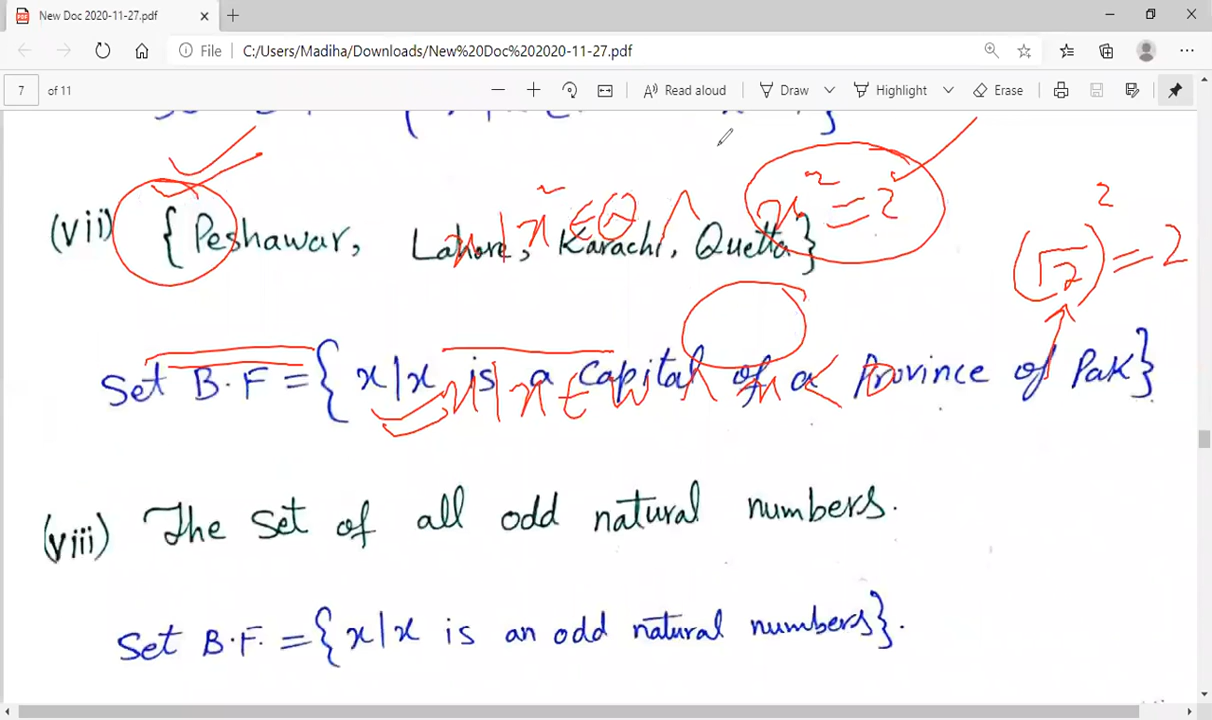 New Doc 2020-11-27.pdf
File C:/Users/Madiha/Downloads/New%20Doc%202020-11-27.pdf
7 of 11 Read aloud Draw Highlight Erase
(vii) {Peshawar, Lahore, Karachi, Quetta}
x | x ∈ Q ∧ x² = 2
(√2)² = 2
Set B.F = {x|x is a Capital of a Province of Pak}
x | x ∈ W ∧ x < 0
(viii) The Set of all odd natural numbers.
Set B.F. = {x|x is an odd natural numbers}.